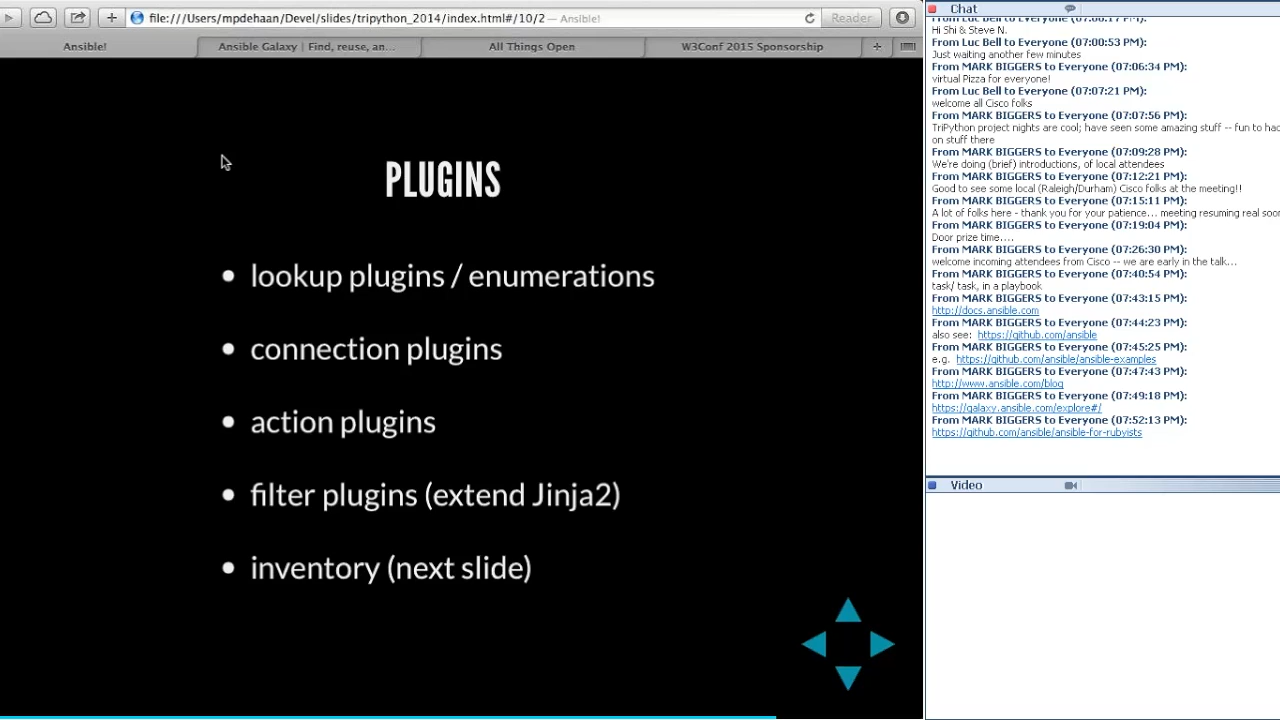 file:///Users/mpdehaan/Devel/slides/tripython_2014/index.html#/10/2 — Ansible!
Reader
Ansible!
Ansible Galaxy | Find, reuse, an...
All Things Open
W3Conf 2015 Sponsorship
PLUGINS
lookup plugins / enumerations
connection plugins
action plugins
filter plugins (extend Jinja2)
inventory (next slide)
Chat
From Luc Bell to Everyone (07:00:17 PM):
Hi Shi & Steve N.
From Luc Bell to Everyone (07:00:53 PM):
Just waiting another few minutes
From MARK BIGGERS to Everyone (07:06:34 PM):
virtual Pizza for everyone!
From Luc Bell to Everyone (07:07:21 PM):
welcome all Cisco folks
From MARK BIGGERS to Everyone (07:07:56 PM):
TriPython project nights are cool; have seen some amazing stuff -- fun to hac
on stuff there
From MARK BIGGERS to Everyone (07:09:28 PM):
We're doing (brief) introductions, of local attendees
From MARK BIGGERS to Everyone (07:12:21 PM):
Good to see some local (Raleigh/Durham) Cisco folks at the meeting!!
From MARK BIGGERS to Everyone (07:15:11 PM):
A lot of folks here - thank you for your patience... meeting resuming real soon
From MARK BIGGERS to Everyone (07:19:04 PM):
Door prize time....
From MARK BIGGERS to Everyone (07:26:30 PM):
welcome incoming attendees from Cisco -- we are early in the talk...
From MARK BIGGERS to Everyone (07:40:54 PM):
task/ task, in a playbook
From MARK BIGGERS to Everyone (07:43:15 PM):
http://docs.ansible.com
From MARK BIGGERS to Everyone (07:44:23 PM):
also see: https://github.com/ansible
From MARK BIGGERS to Everyone (07:45:25 PM):
e.g. https://github.com/ansible/ansible-examples
From MARK BIGGERS to Everyone (07:47:43 PM):
http://www.ansible.com/blog
From MARK BIGGERS to Everyone (07:49:18 PM):
https://galaxy.ansible.com/explore#/
From MARK BIGGERS to Everyone (07:52:13 PM):
https://github.com/ansible/ansible-for-rubyists
Video